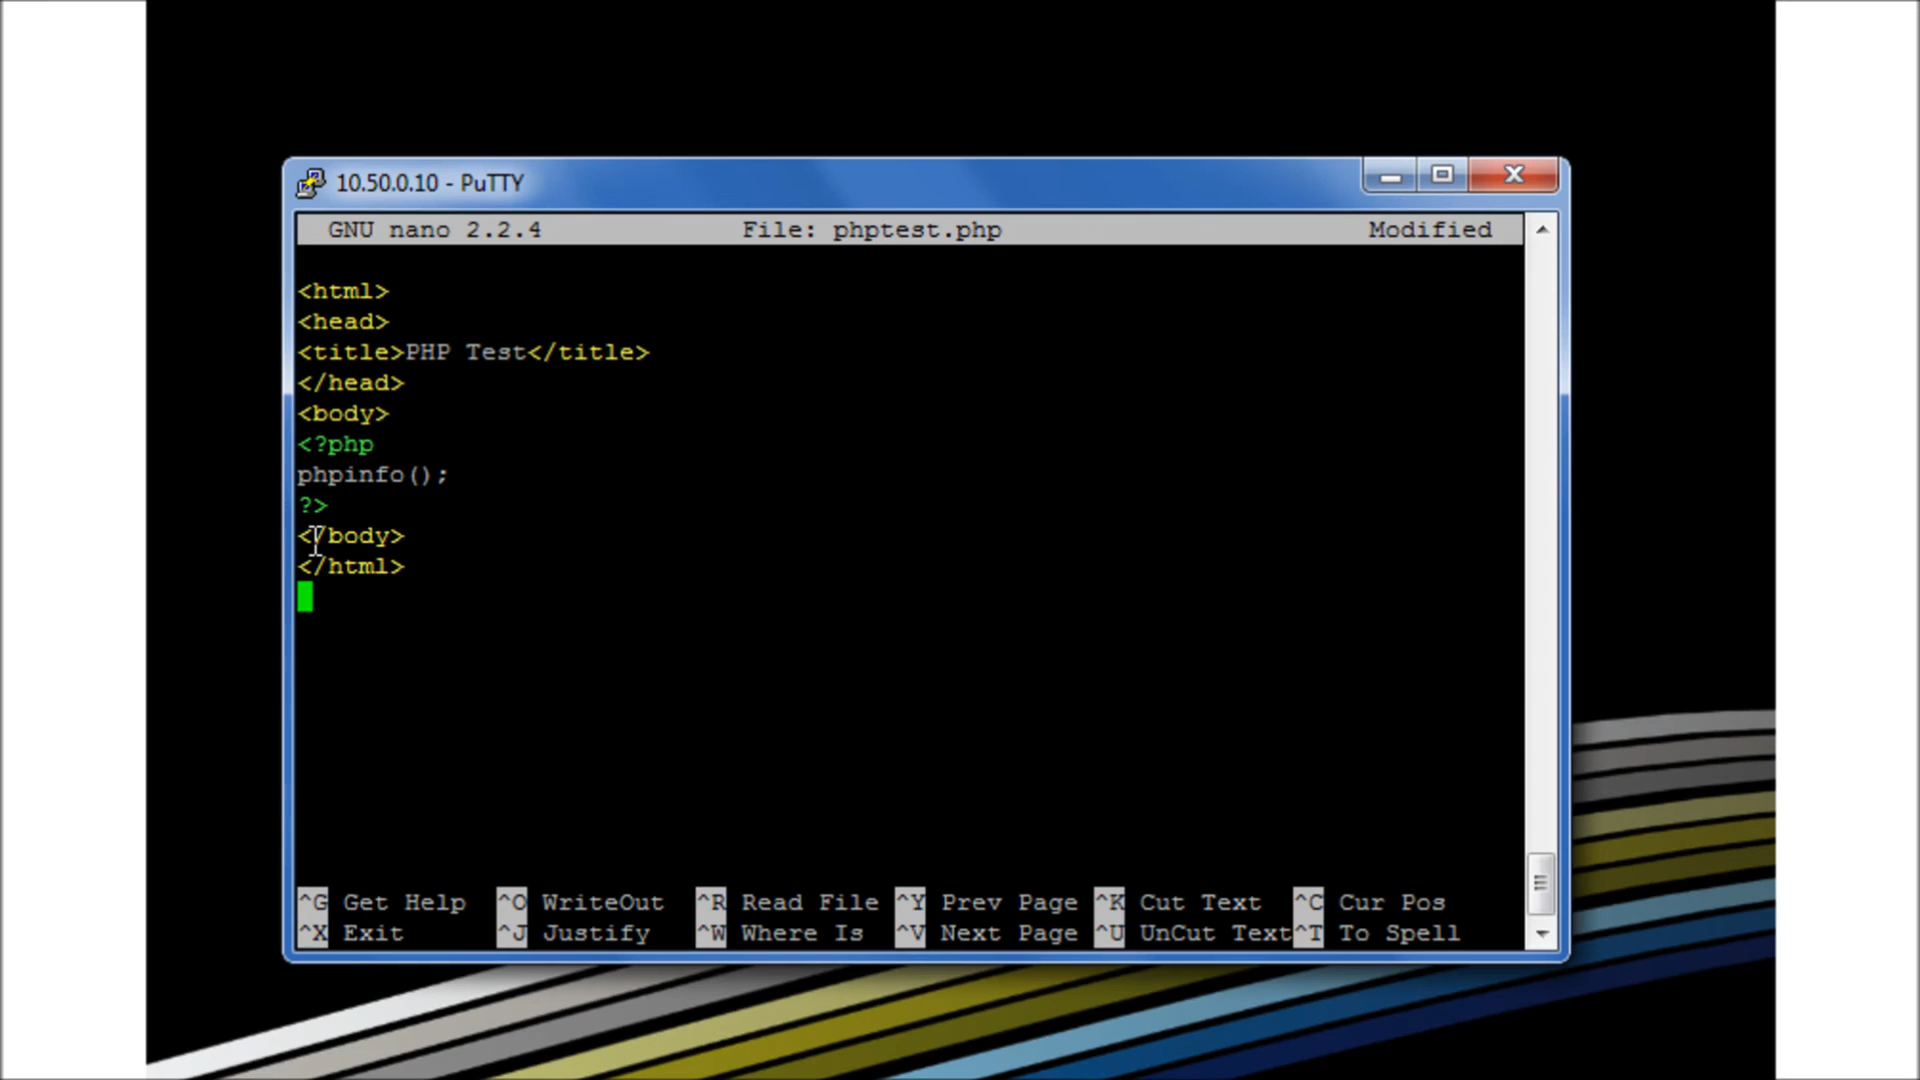 10.50.0.10 - PuTTY
GNU nano 2.2.4 File: phptest.php Modified
<html>
<head>
<title>PHP Test</title>
</head>
<body>
<?php
phpinfo();
?>
</body>
</html>
^G Get Help ^O WriteOut ^R Read File ^Y Prev Page ^K Cut Text ^C Cur Pos
^X Exit ^J Justify ^W Where Is ^V Next Page ^U UnCut Text^T To Spell